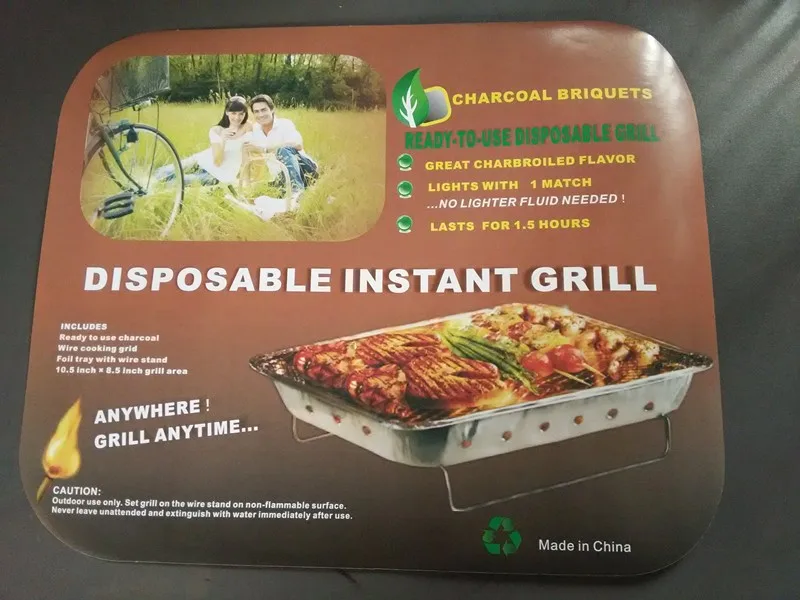 CHARCOAL BRIQUETS
READY-TO-USE DISPOSABLE GRILL
GREAT CHARBROILED FLAVOR
LIGHTS WITH 1 MATCH
...NO LIGHTER FLUID NEEDED !
LASTS FOR 1.5 HOURS
DISPOSABLE INSTANT GRILL
INCLUDES
Ready to use charcoal
Wire cooking grid
Foil tray with wire stand
10.5 inch × 8.5 inch grill area
ANYWHERE !
GRILL ANYTIME...
CAUTION:
Outdoor use only. Set grill on the wire stand on non-flammable surface.
Never leave unattended and extinguish with water immediately after use.
Made in China